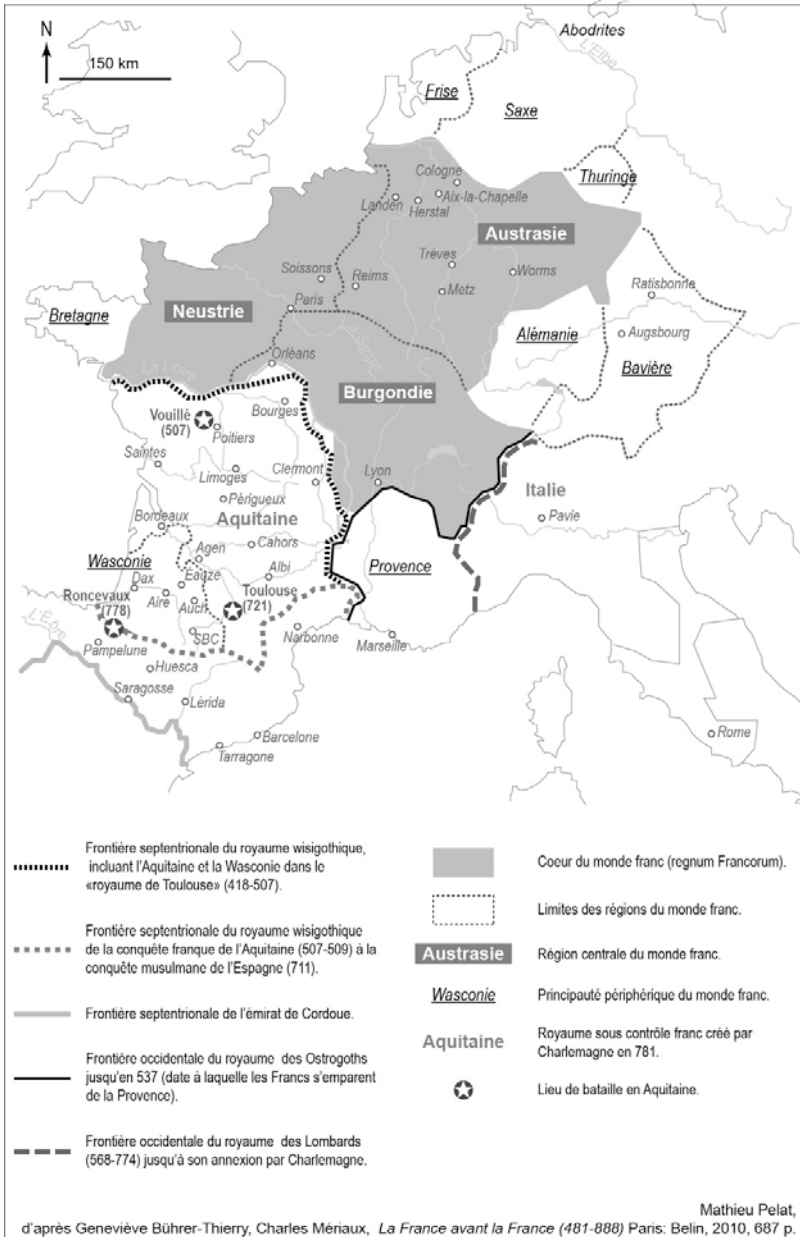 N
150 km
Abodrites
L'Elbe
Frise
Saxe
Thuringe
Cologne
Aix-la-Chapelle
Landen
Herstal
Austrasie
Trèves
Worms
Soissons
Reims
Metz
Ratisbonne
Bretagne
Neustrie
Paris
La Saône
Alémanie
Augsbourg
Bavière
Orléans
La Loire
Burgondie
Vouillé
(507)
Bourges
Poitiers
Saintes
Limoges
Clermont
Lyon
Italie
Périgueux
Pavie
Bordeaux
Aquitaine
Agen
Cahors
Wasconie
Provence
Dax
Eauze
Albi
Roncevaux
(778)
Aire
Auch
Toulouse
(721)
L'Èbre
SBC
Narbonne
Marseille
Pampelune
Huesca
Saragosse
Lérida
Rome
Barcelone
Tarragone
Frontière septentrionale du royaume wisigothique,
incluant l'Aquitaine et la Wasconie dans le
«royaume de Toulouse» (418-507).
Frontière septentrionale du royaume wisigothique
de la conquête franque de l'Aquitaine (507-509) à la
conquête musulmane de l'Espagne (711).
Frontière septentrionale de l'émirat de Cordoue.
Frontière occidentale du royaume des Ostrogoths
jusqu'en 537 (date à laquelle les Francs s'emparent
de la Provence).
Frontière occidentale du royaume des Lombards
(568-774) jusqu'à son annexion par Charlemagne.
Coeur du monde franc (regnum Francorum).
Limites des régions du monde franc.
Austrasie
Région centrale du monde franc.
Wasconie
Principauté périphérique du monde franc.
Aquitaine
Royaume sous contrôle franc créé par
Charlemagne en 781.
Lieu de bataille en Aquitaine.
Mathieu Pelat,
d'après Geneviève Bührer-Thierry, Charles Mériaux, La France avant la France (481-888) Paris: Belin, 2010, 687 p.